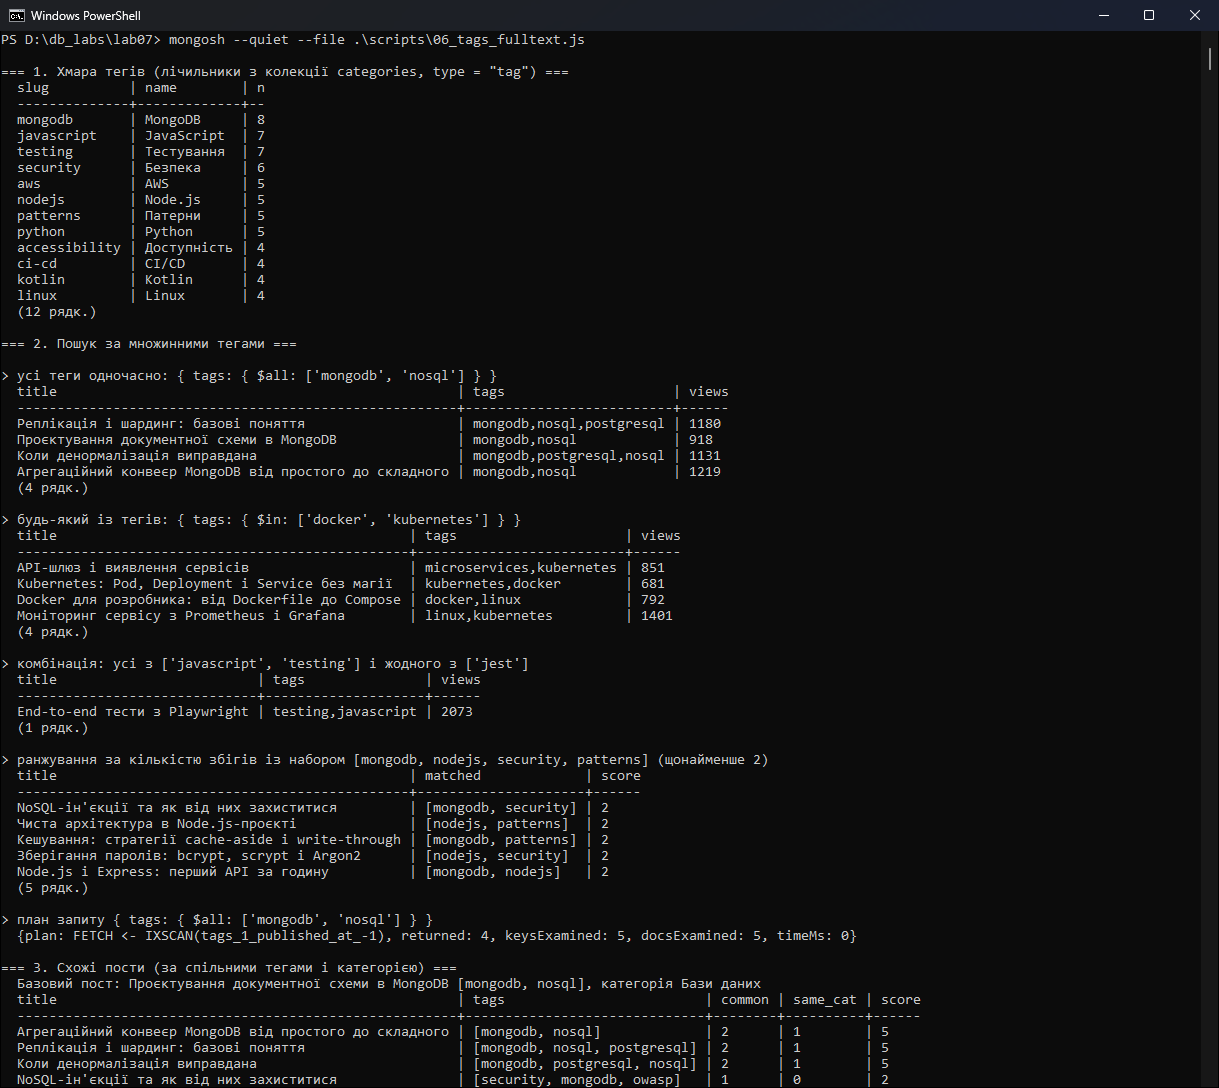 Windows PowerShell
PS D:\db_labs\lab07> mongosh --quiet --file .\scripts\06_tags_fulltext.js
=== 1. Хмара тегів (лічильники з колекції categories, type = "tag") ===
slug | name | n
--------------+-------------+--
mongodb | MongoDB | 8
javascript | JavaScript | 7
testing | Тестування | 7
security | Безпека | 6
aws | AWS | 5
nodejs | Node.js | 5
patterns | Патерни | 5
python | Python | 5
accessibility | Доступність | 4
ci-cd | CI/CD | 4
kotlin | Kotlin | 4
linux | Linux | 4
(12 рядк.)
=== 2. Пошук за множинними тегами ===
> усі теги одночасно: { tags: { $all: ['mongodb', 'nosql'] } }
title | tags | views
-------------------------------------------------------+--------------------------+------
Реплікація і шардинг: базові поняття | mongodb,nosql,postgresql | 1180
Проєктування документної схеми в MongoDB | mongodb,nosql | 918
Коли денормалізація виправдана | mongodb,postgresql,nosql | 1131
Агрегаційний конвеєр MongoDB від простого до складного | mongodb,nosql | 1219
(4 рядк.)
> будь-який із тегів: { tags: { $in: ['docker', 'kubernetes'] } }
title | tags | views
-------------------------------------------------+--------------------------+------
API-шлюз і виявлення сервісів | microservices,kubernetes | 851
Kubernetes: Pod, Deployment і Service без магії | kubernetes,docker | 681
Docker для розробника: від Dockerfile до Compose | docker,linux | 792
Моніторинг сервісу з Prometheus і Grafana | linux,kubernetes | 1401
(4 рядк.)
> комбінація: усі з ['javascript', 'testing'] і жодного з ['jest']
title | tags | views
------------------------------+--------------------+------
End-to-end тести з Playwright | testing,javascript | 2073
(1 рядк.)
> ранжування за кількістю збігів із набором [mongodb, nodejs, security, patterns] (щонайменше 2)
title | matched | score
-------------------------------------------------+---------------------+------
NoSQL-ін'єкції та як від них захиститися | [mongodb, security] | 2
Чиста архітектура в Node.js-проєкті | [nodejs, patterns] | 2
Кешування: стратегії cache-aside і write-through | [mongodb, patterns] | 2
Зберігання паролів: bcrypt, scrypt і Argon2 | [nodejs, security] | 2
Node.js і Express: перший API за годину | [mongodb, nodejs] | 2
(5 рядк.)
> план запиту { tags: { $all: ['mongodb', 'nosql'] } }
{plan: FETCH <- IXSCAN(tags_1_published_at_-1), returned: 4, keysExamined: 5, docsExamined: 5, timeMs: 0}
=== 3. Схожі пости (за спільними тегами і категорією) ===
Базовий пост: Проєктування документної схеми в MongoDB [mongodb, nosql], категорія Бази даних
title | tags | common | same_cat | score
-------------------------------------------------------+------------------------------+--------+----------+------
Агрегаційний конвеєр MongoDB від простого до складного | [mongodb, nosql] | 2 | 1 | 5
Реплікація і шардинг: базові поняття | [mongodb, nosql, postgresql] | 2 | 1 | 5
Коли денормалізація виправдана | [mongodb, postgresql, nosql] | 2 | 1 | 5
NoSQL-ін'єкції та як від них захиститися | [security, mongodb, owasp] | 1 | 0 | 2